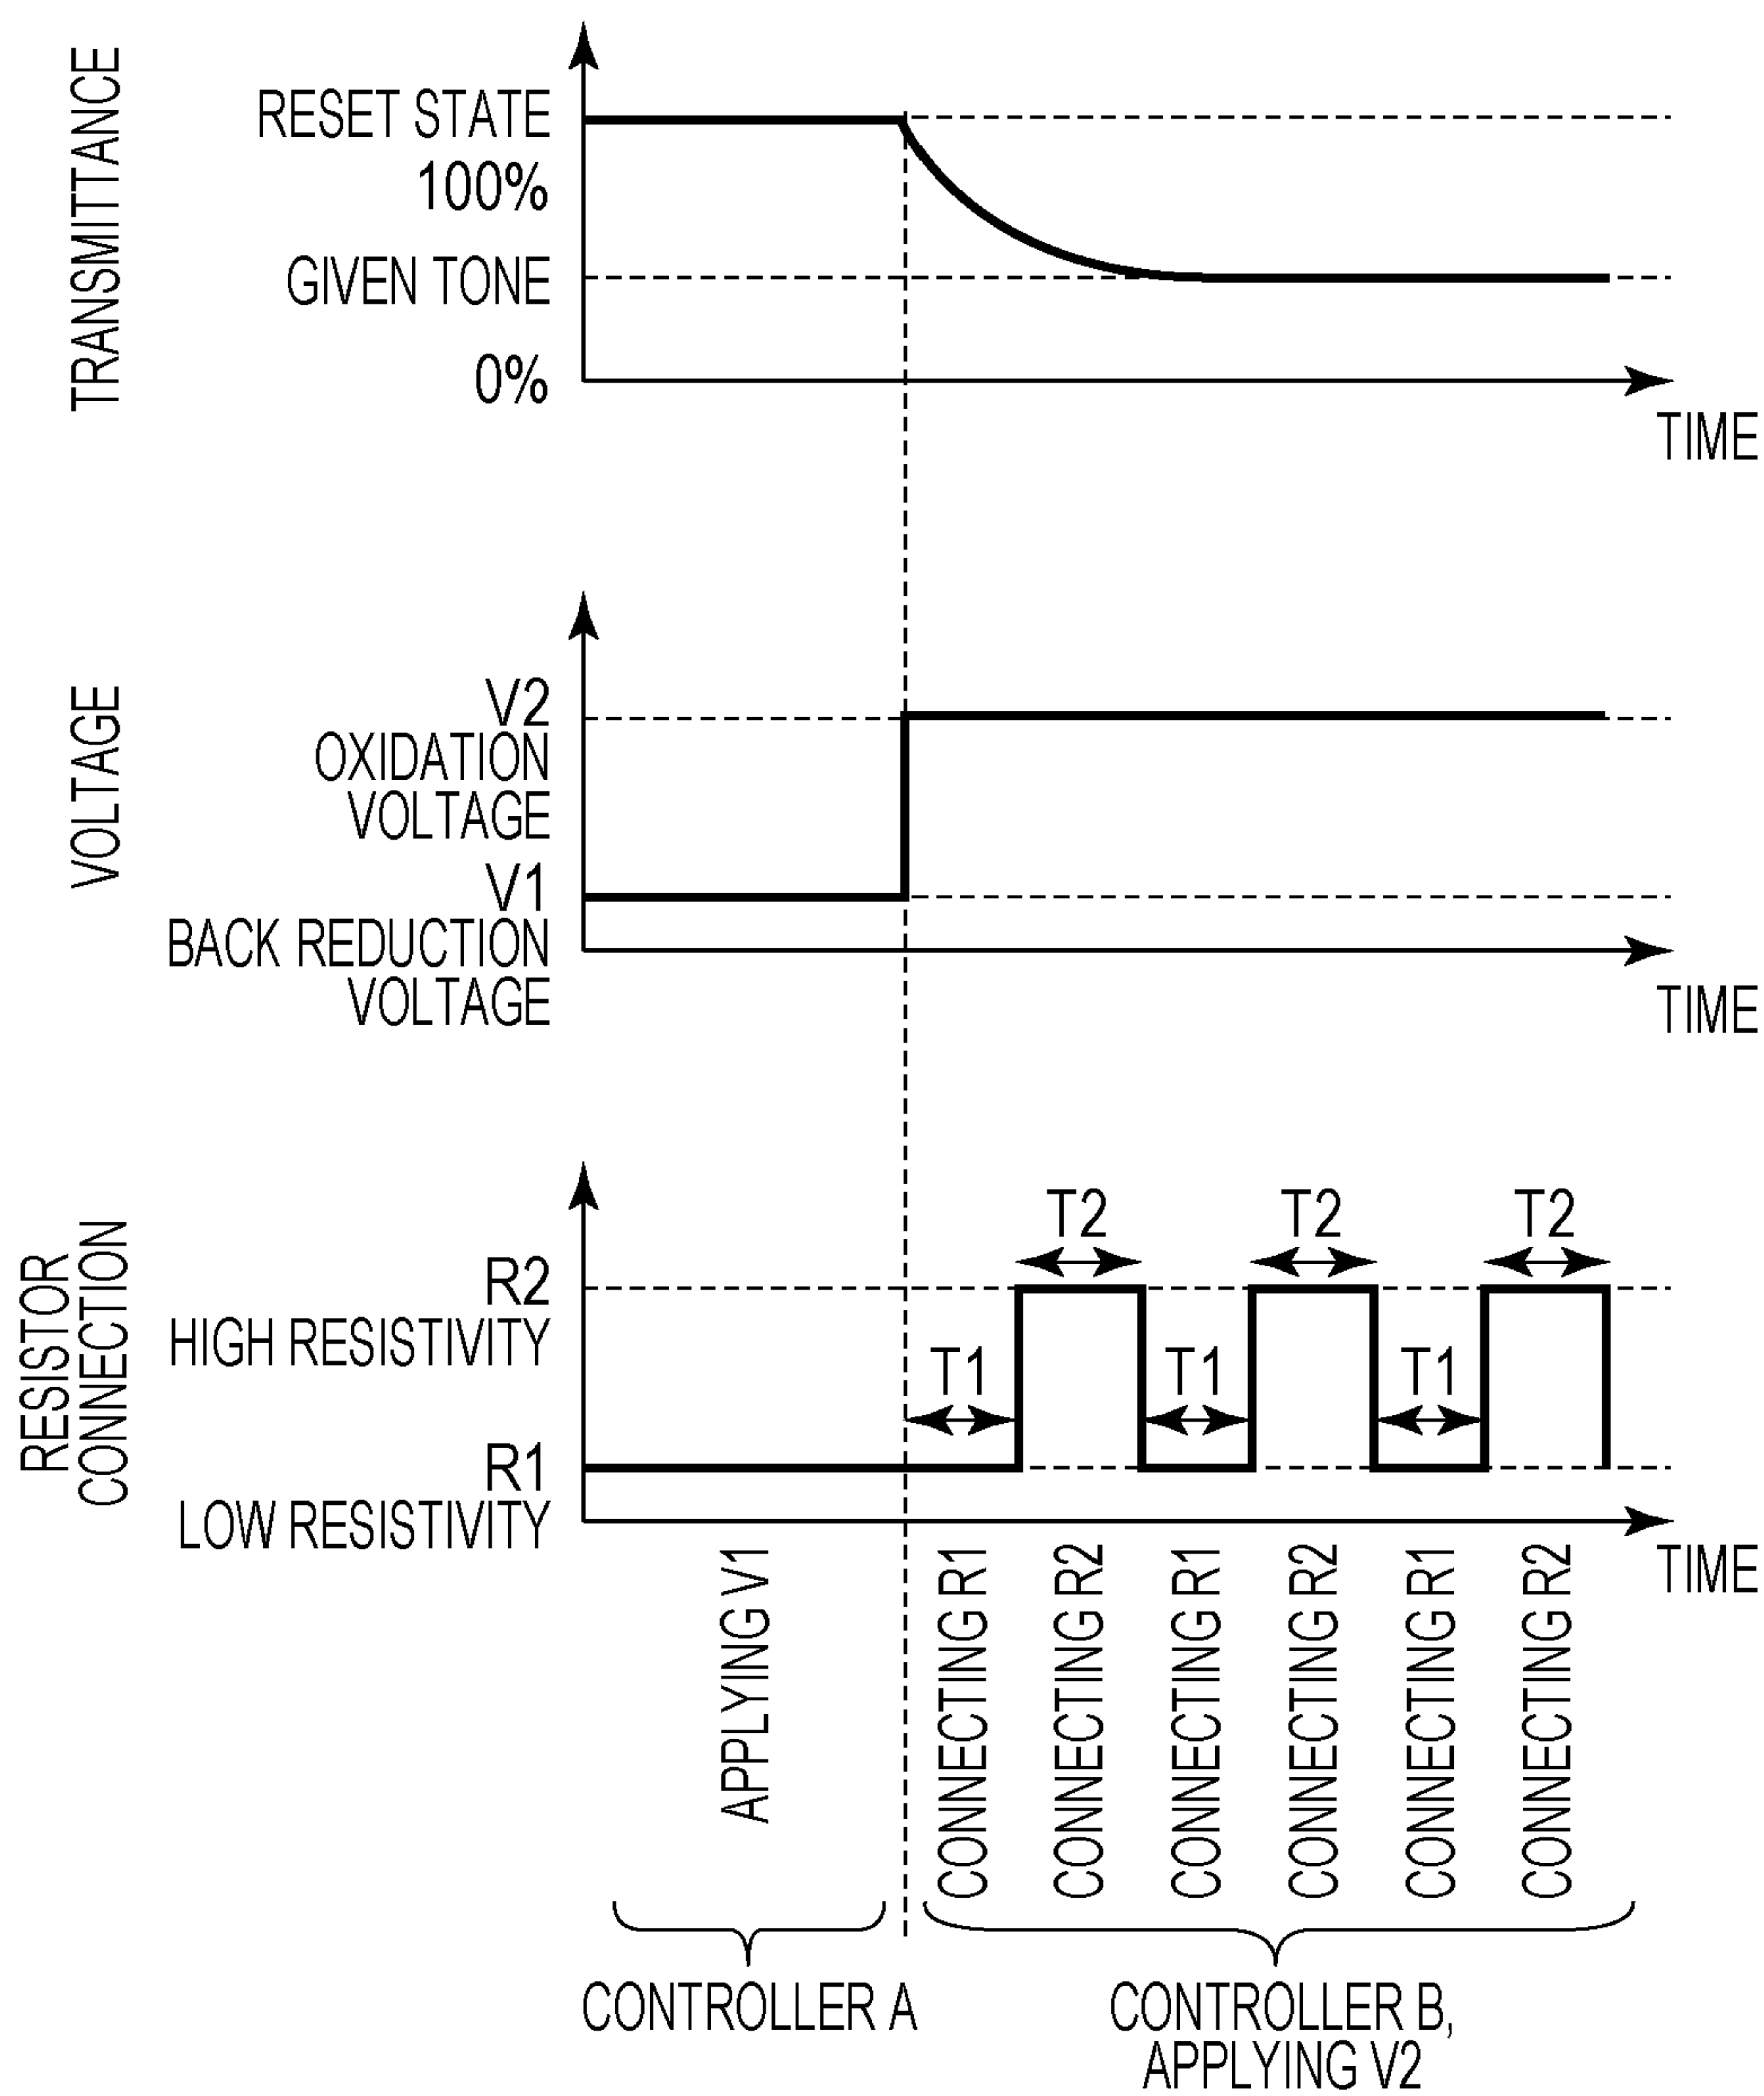 TRANSMITTANCE
RESET STATE
100%
GIVEN TONE
0%
TIME
VOLTAGE
V2
OXIDATION
VOLTAGE
V1
BACK REDUCTION
VOLTAGE
TIME
RESISTOR
CONNECTION
T2 T2 T2
R2
HIGH RESISTIVITY
T1 T1 T1
R1
LOW RESISTIVITY
TIME
APPLYING V1
CONNECTING R1
CONNECTING R2
CONNECTING R1
CONNECTING R2
CONNECTING R1
CONNECTING R2
CONTROLLER A
CONTROLLER B,
APPLYING V2